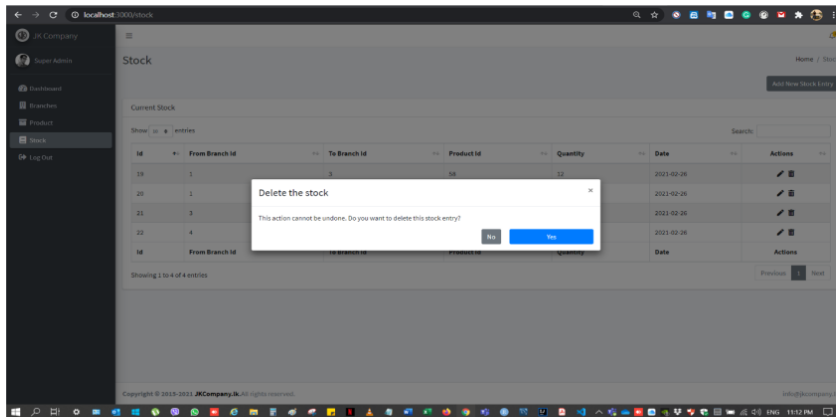 localhost:3000/stock
JK Company
Super Admin
Stock
Home / Stoc
Dashboard
Branches
Product
Stock
Log Out
Add New Stock Entry
Current Stock
Show entries
Search:
Id From Branch Id To Branch Id Product Id Quantity Date Actions
19 1 3 56 12 2021-02-26
20 1 2021-02-26
21 3 2021-02-26
4 2021-02-26
Id From Branch Id To Branch Id Product Id Quantity Date Actions
Delete the stock ×
This action cannot be undone. Do you want to delete this stock entry?
No Yes
Showing 1 to 4 of 4 entries
Previous 1 Next
Copyright © 2019-2021 JKCompany.lk. All rights reserved.
info@jkcompany
ENG 11:12 PM